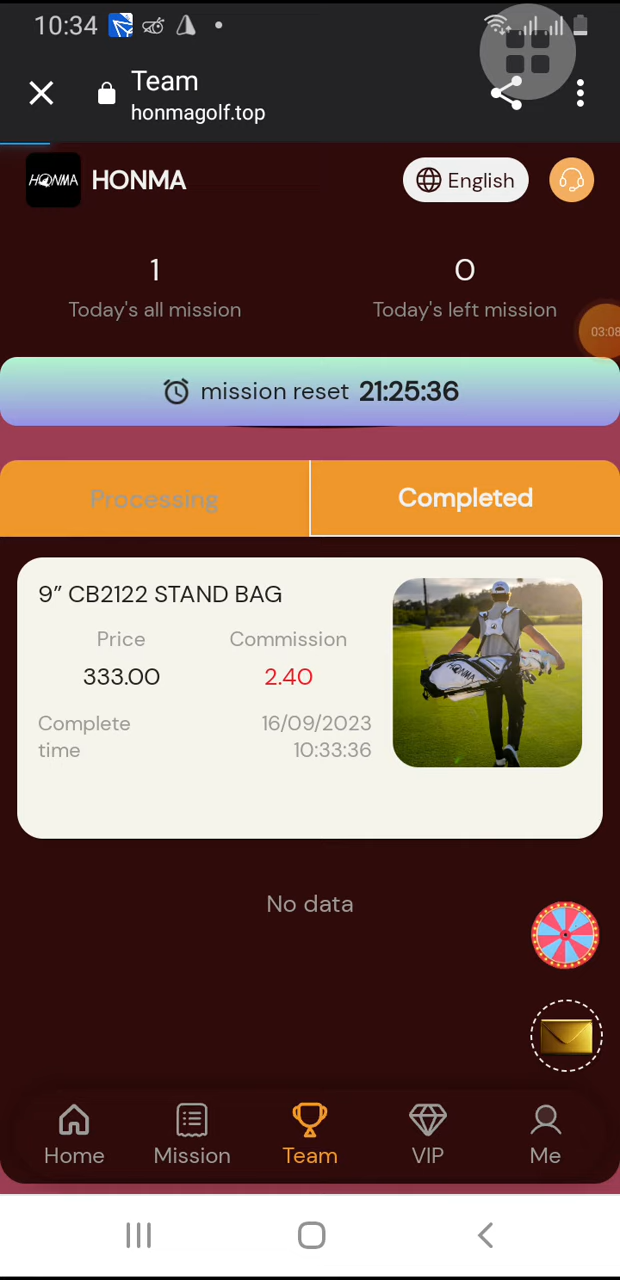 10:34
Team
honmagolf.top
HONMA HONMA English
1 0
Today's all mission Today's left mission
03:08
mission reset 21:25:36
Processing Completed
9” CB2122 STAND BAG
Price Commission
333.00 2.40
Complete 16/09/2023
time 10:33:36
HONMA
No data
Home Mission Team VIP Me